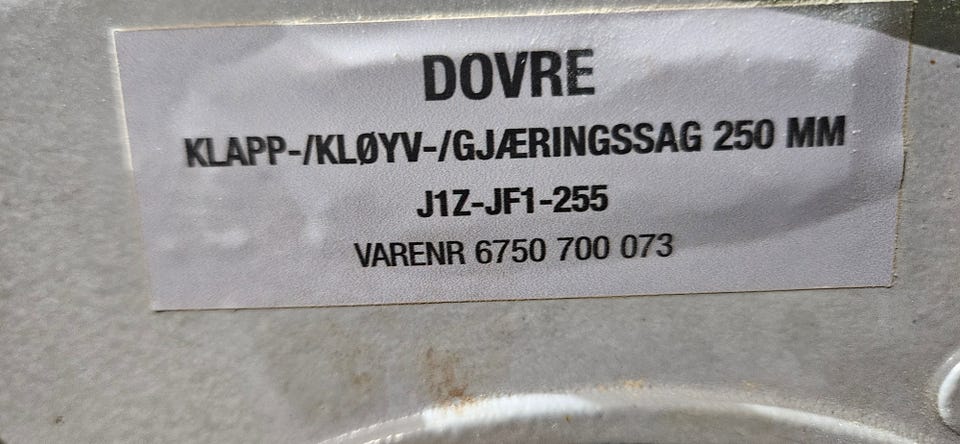 DOVRE
KLAPP-/KLØYV-/GJÆRINGSSAG 250 MM
J1Z-JF1-255
VARENR 6750 700 073